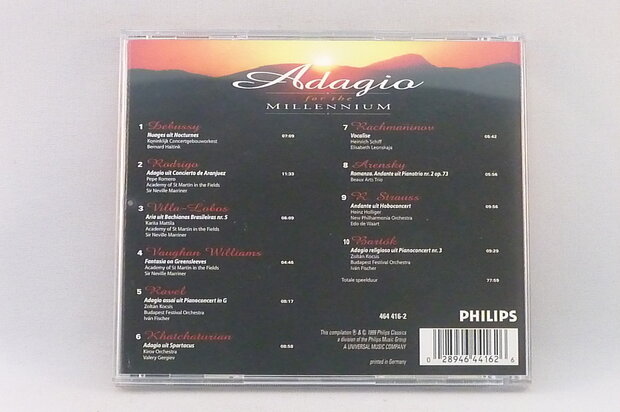 Adagio
for the
MILLENNIUM
1 Debussy
Nuages uit Nocturnes 07:09
Koninklijk Concertgebouworkest
Bernard Haitink
2 Rodrigo
Adagio uit Concierto de Aranjuez 11:33
Pepe Romero
Academy of St Martin in the Fields
Sir Neville Marriner
3 Villa-Lobos
Aria uit Bachianas Brasileiras nr. 5 06:09
Karita Mattila
Academy of St Martin in the Fields
Sir Neville Marriner
4 Vaughan Williams
Fantasia on Greensleeves 04:45
Academy of St Martin in the Fields
Sir Neville Marriner
5 Ravel
Adagio assai uit Pianoconcert in G 08:17
Zoltán Kocsis
Budapest Festival Orchestra
Iván Fischer
6 Khatchaturian
Adagio uit Spartacus 08:58
Kirov Orchestra
Valery Gergiev
7 Rachmaninov
Vocalise 05:42
Heinrich Schiff
Elisabeth Leonskaja
8 Arensky
Romanza. Andante uit Pianotrio nr. 2 op. 73 05:56
Beaux Arts Trio
9 R. Strauss
Andante uit Hoboconcert 09:56
Heinz Holliger
New Philharmonia Orchestra
Edo de Waart
10 Bartók
Adagio religioso uit Pianoconcert nr. 3 09:29
Zoltán Kocsis
Budapest Festival Orchestra
Iván Fischer
Totale speelduur 77:59
464 416-2
PHILIPS
This compilation ℗ & © 1999 Philips Classics
a division of the Philips Music Group
A UNIVERSAL MUSIC COMPANY
printed in Germany
0 28946 44162 6